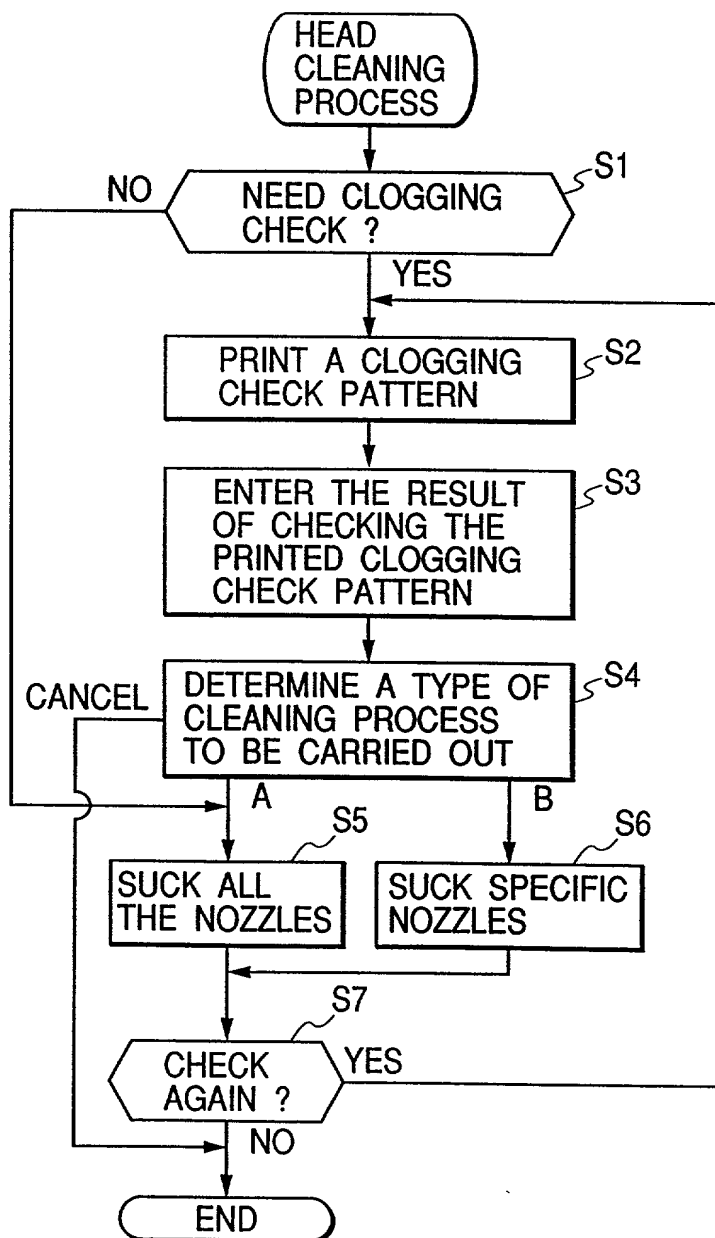 HEAD
CLEANING
PROCESS
S1
NO
NEED CLOGGING
CHECK ?
YES
S2
PRINT A CLOGGING
CHECK PATTERN
S3
ENTER THE RESULT
OF CHECKING THE
PRINTED CLOGGING
CHECK PATTERN
S4
CANCEL
DETERMINE A TYPE OF
CLEANING PROCESS
TO BE CARRIED OUT
A
B
S5
S6
SUCK ALL
THE NOZZLES
SUCK SPECIFIC
NOZZLES
S7
CHECK
AGAIN ?
YES
NO
END